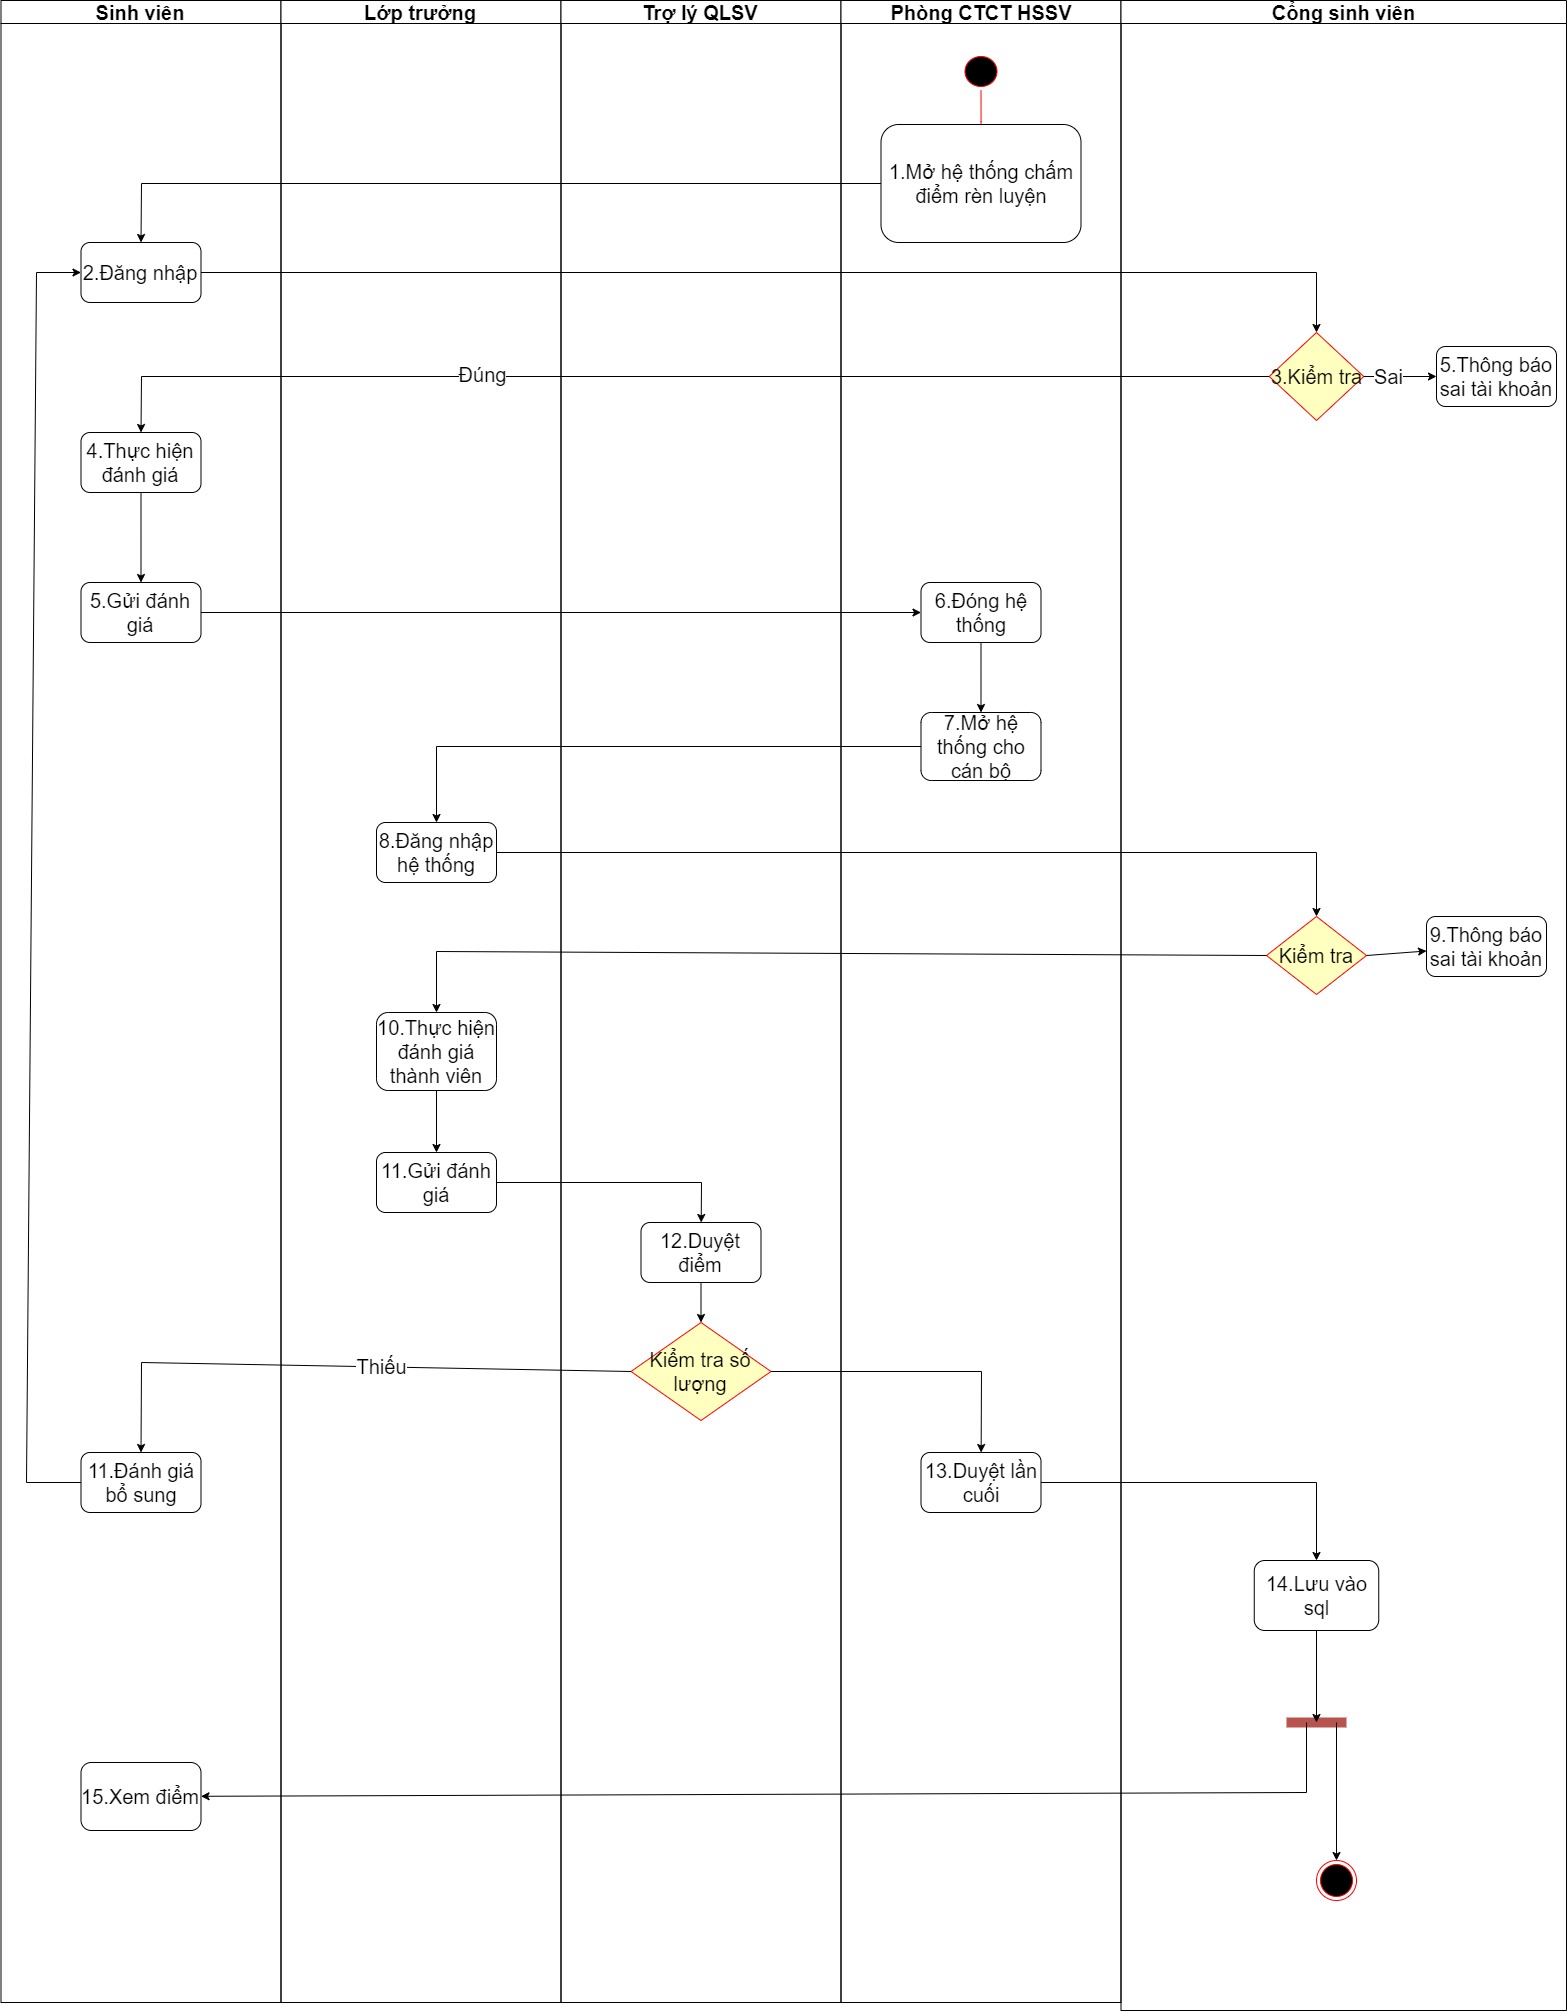 Sinh viên
Lớp trưởng
Trợ lý QLSV
Phòng CTCT HSSV
Cổng sinh viên
1.Mở hệ thống chấm
điểm rèn luyện
2.Đăng nhập
3.Kiểm tra
Sai
5.Thông báo
sai tài khoản
Đúng
4.Thực hiện
đánh giá
5.Gửi đánh
giá
6.Đóng hệ
thống
7.Mở hệ
thống cho
cán bộ
8.Đăng nhập
hệ thống
Kiểm tra
9.Thông báo
sai tài khoản
10.Thực hiện
đánh giá
thành viên
11.Gửi đánh
giá
12.Duyệt
điểm
Kiểm tra số
lượng
Thiếu
11.Đánh giá
bổ sung
13.Duyệt lần
cuối
14.Lưu vào
sql
15.Xem điểm